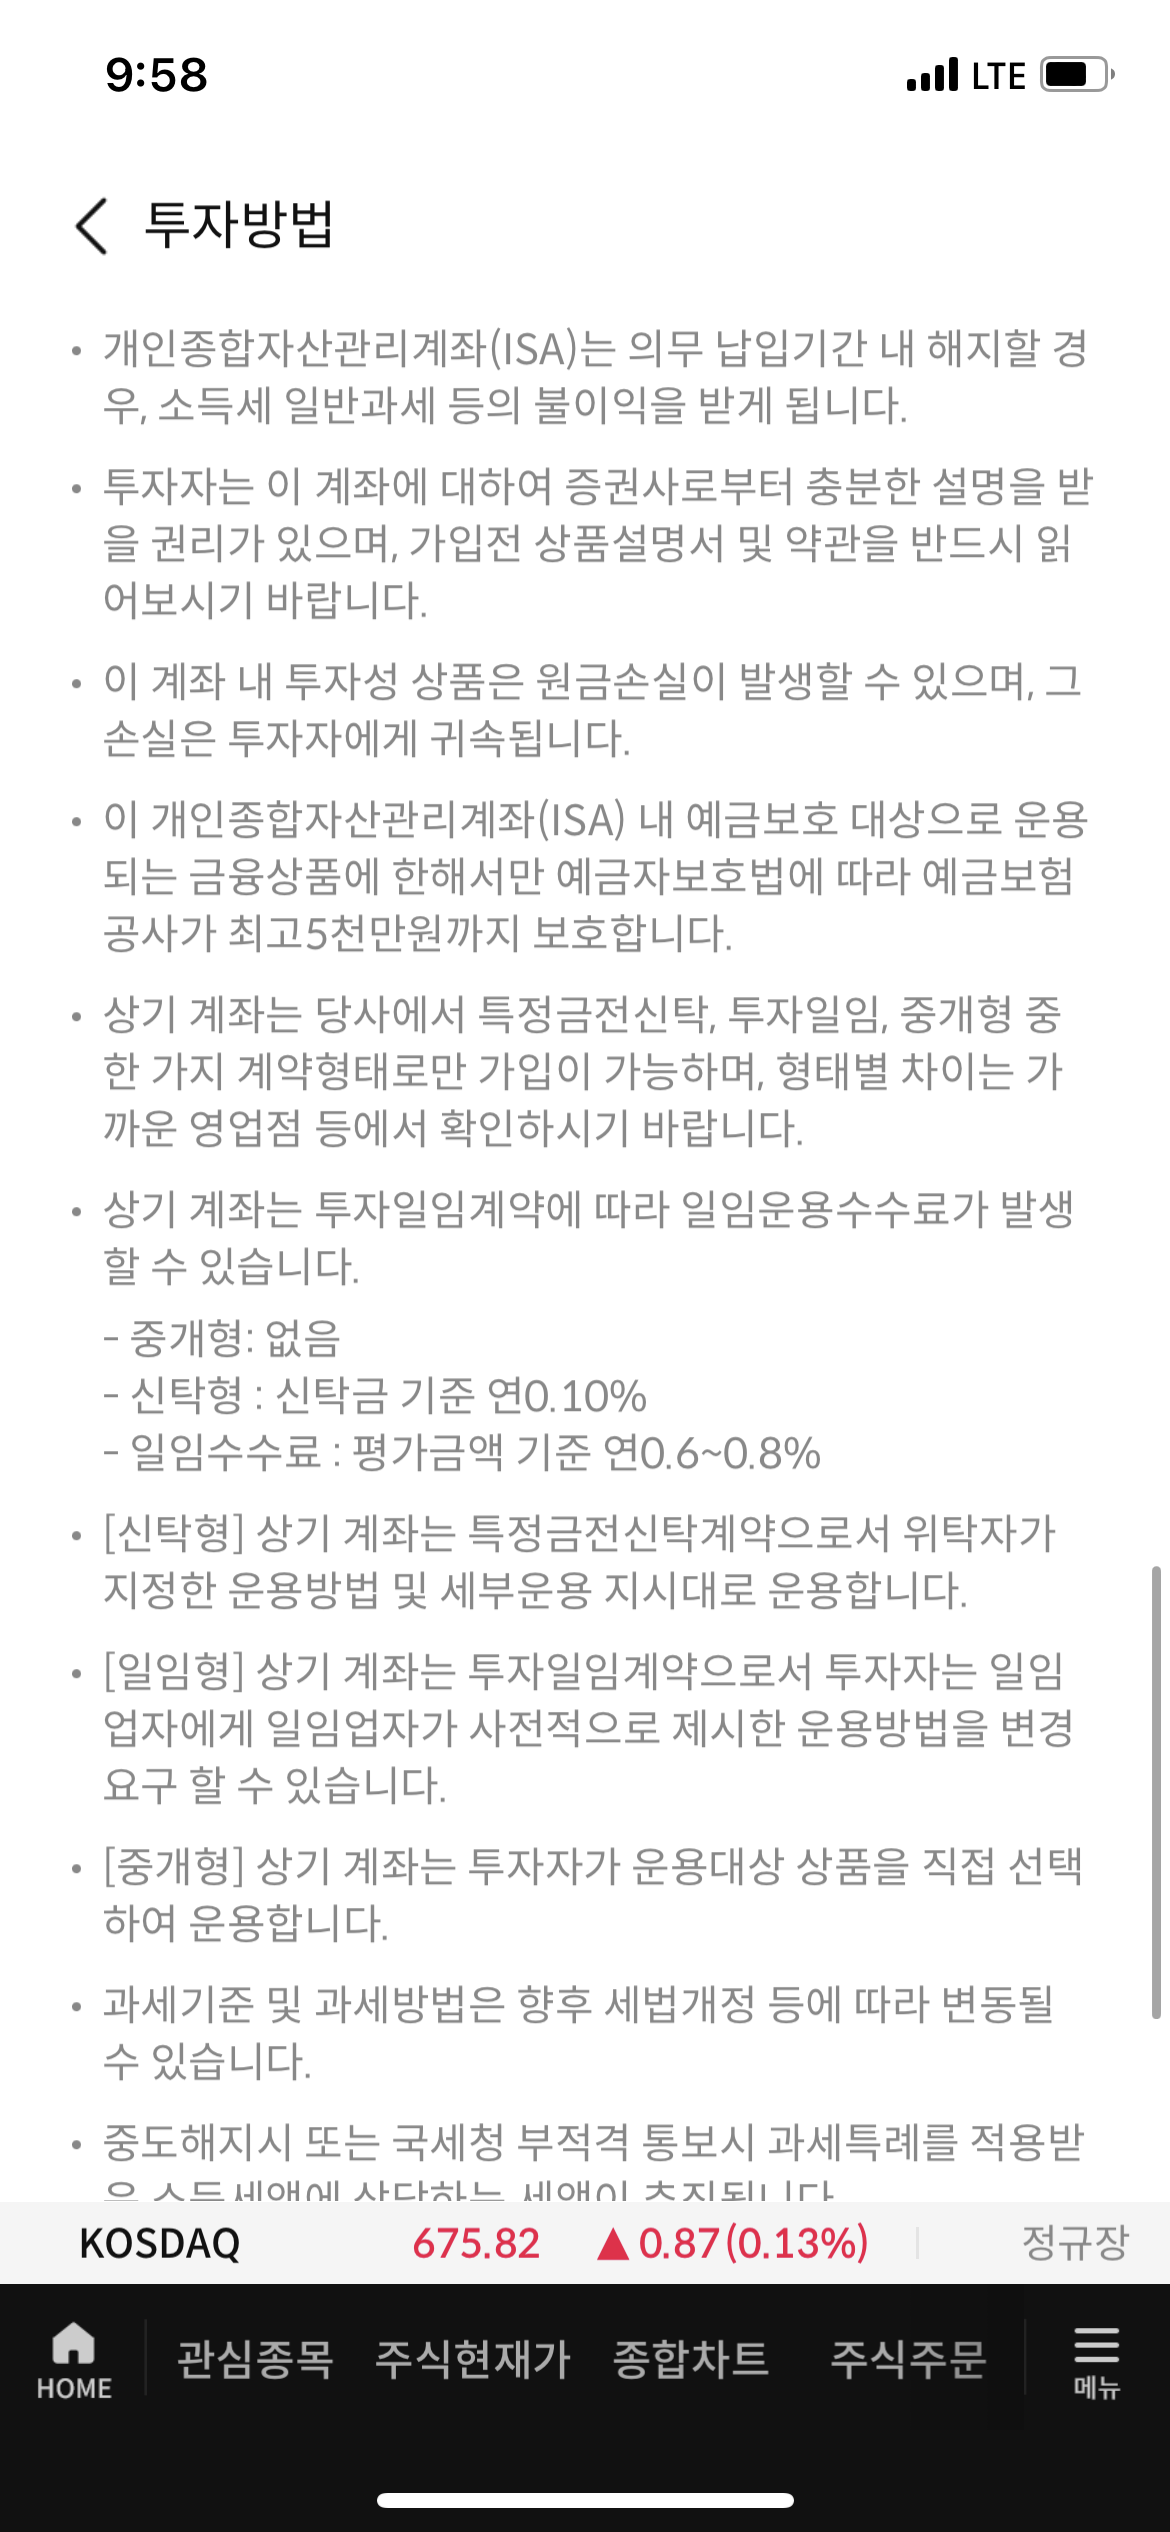 9:58
LTE
투자방법
• 개인종합자산관리계좌(ISA)는 의무 납입기간 내 해지할 경
우, 소득세 일반과세 등의 불이익을 받게 됩니다.
• 투자자는 이 계좌에 대하여 증권사로부터 충분한 설명을 받
을 권리가 있으며, 가입전 상품설명서 및 약관을 반드시 읽
어보시기 바랍니다.
• 이 계좌 내 투자성 상품은 원금손실이 발생할 수 있으며, 그
손실은 투자자에게 귀속됩니다.
• 이 개인종합자산관리계좌(ISA) 내 예금보호 대상으로 운용
되는 금융상품에 한해서만 예금자보호법에 따라 예금보험
공사가 최고5천만원까지 보호합니다.
• 상기 계좌는 당사에서 특정금전신탁, 투자일임, 중개형 중
한 가지 계약형태로만 가입이 가능하며, 형태별 차이는 가
까운 영업점 등에서 확인하시기 바랍니다.
• 상기 계좌는 투자일임계약에 따라 일임운용수수료가 발생
할 수 있습니다.
- 중개형: 없음
- 신탁형 : 신탁금 기준 연0.10%
- 일임수수료 : 평가금액 기준 연0.6~0.8%
• [신탁형] 상기 계좌는 특정금전신탁계약으로서 위탁자가
지정한 운용방법 및 세부운용 지시대로 운용합니다.
• [일임형] 상기 계좌는 투자일임계약으로서 투자자는 일임
업자에게 일임업자가 사전적으로 제시한 운용방법을 변경
요구 할 수 있습니다.
• [중개형] 상기 계좌는 투자자가 운용대상 상품을 직접 선택
하여 운용합니다.
• 과세기준 및 과세방법은 향후 세법개정 등에 따라 변동될
수 있습니다.
• 중도해지시 또는 국세청 부적격 통보시 과세특례를 적용받
은 소득세액에 상당하는 세액이 추징됩니다
KOSDAQ 675.82 ▲ 0.87(0.13%) 정규장
HOME 관심종목 주식현재가 종합차트 주식주문 메뉴